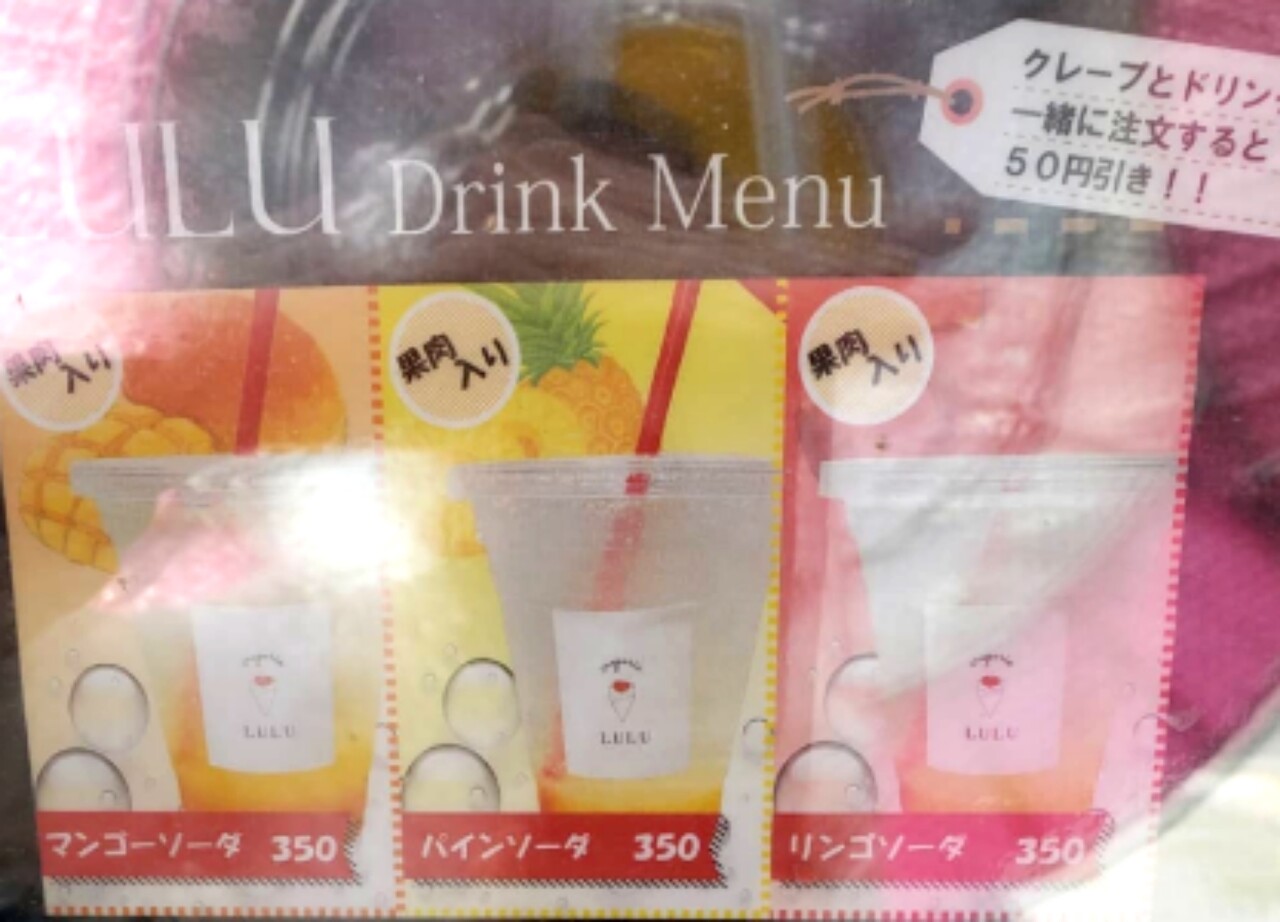 クレープとドリン
一緒に注文すると
50円引き！！
LULU Drink Menu
果肉
入り
果肉
入り
果肉
入り
LULU
LULU
LULU
マンゴーソーダ 350
パインソーダ 350
リンゴソーダ 350